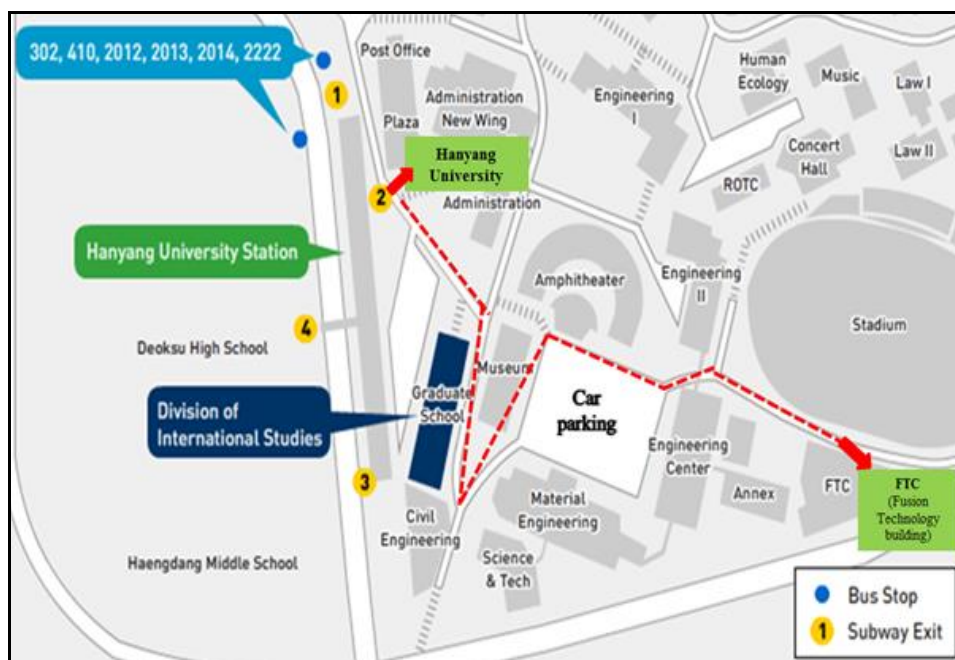 302, 410, 2012, 2013, 2014, 2222
1
Post Office
Plaza
Administration
New Wing
Engineering
I
Human
Ecology
Music
Law I
Law II
Concert
Hall
ROTC
Hanyang
University
2
Administration
Hanyang University Station
Amphitheater
Engineering
II
Stadium
4
Deoksu High School
Museum
Graduate
School
Car
parking
Division of
International Studies
3
Civil
Engineering
Material
Engineering
Engineering
Center
Annex
FTC
FTC
(Fusion
Technology
building)
Science
& Tech
Haengdang Middle School
Bus Stop
1 Subway Exit